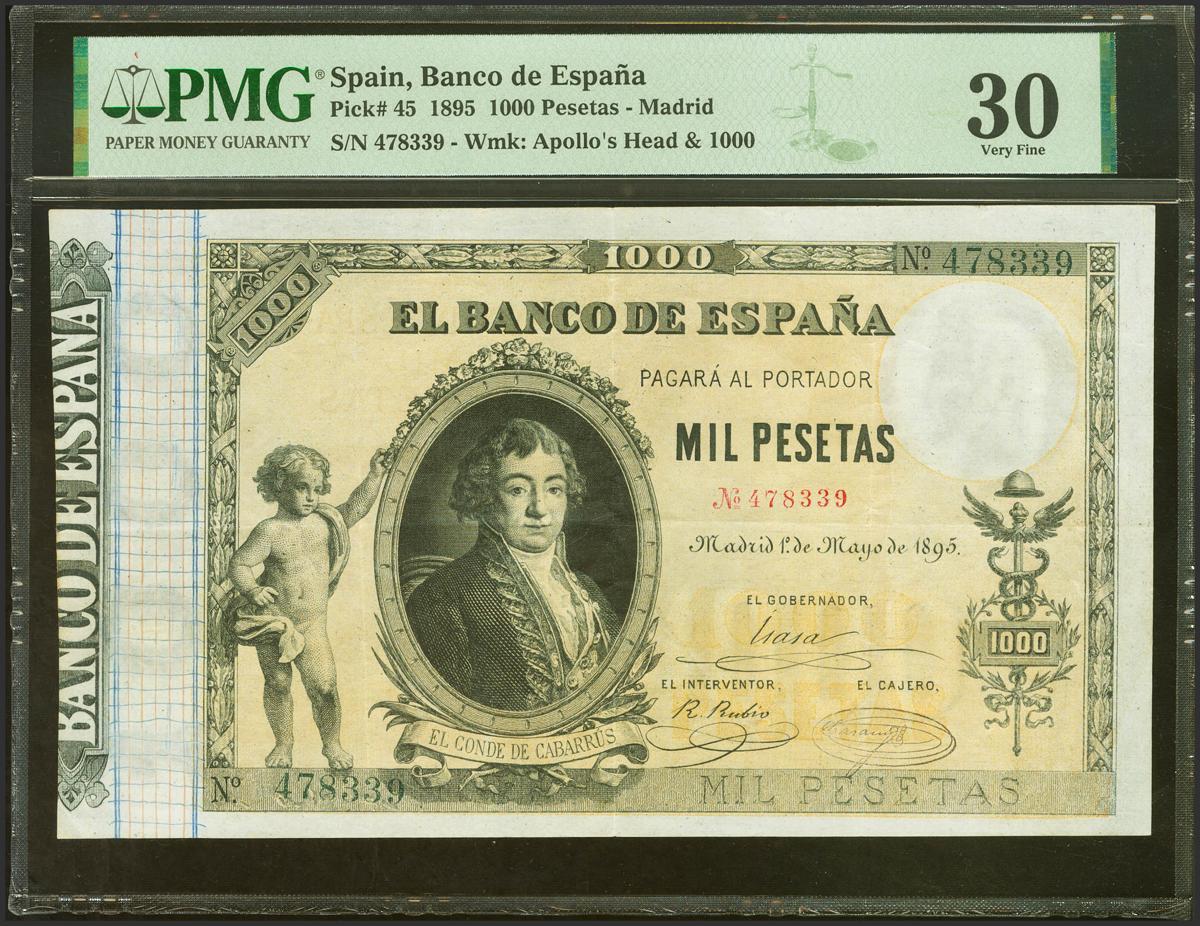 PMG® Spain, Banco de España
Pick# 45 1895 1000 Pesetas - Madrid
PAPER MONEY GUARANTY
S/N 478339 - Wmk: Apollo's Head & 1000
30
Very Fine
BANCO DE ESPAÑA
1000
1000
Nº. 478339
EL BANCO DE ESPAÑA
PAGARÁ AL PORTADOR
MIL PESETAS
Nº 478339
Madrid 1º. de Mayo de 1895.
EL GOBERNADOR,
1000
EL INTERVENTOR,
EL CAJERO,
R. Rubio
EL CONDE DE CABARRÚS
Nº. 478339
MIL PESETAS